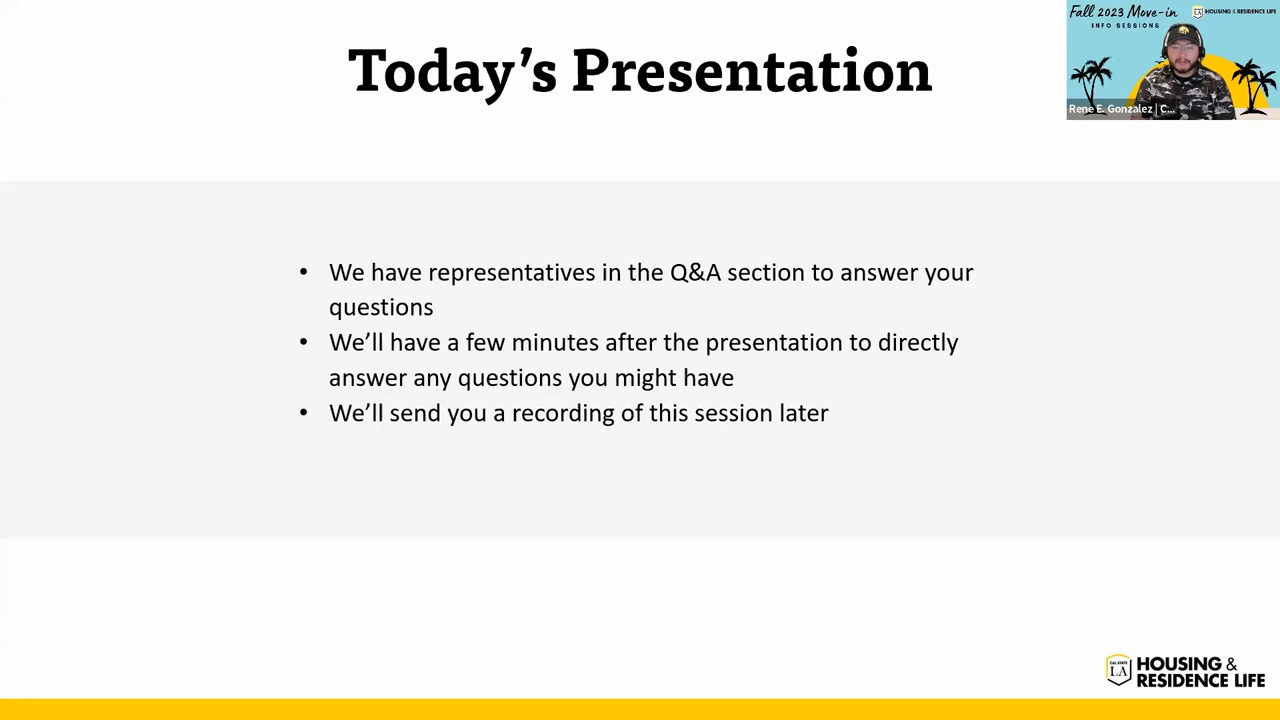 Today’s Presentation
Fall 2023 Move-in
INFO SESSIONS
LA HOUSING & RESIDENCE LIFE
Rene E. Gonzalez | C...
• We have representatives in the Q&A section to answer your
questions
• We’ll have a few minutes after the presentation to directly
answer any questions you might have
• We’ll send you a recording of this session later
CAL STATE
LA
HOUSING &
RESIDENCE LIFE